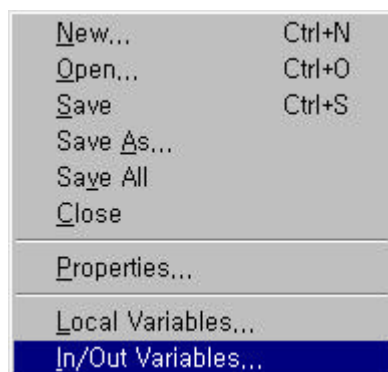 New... Ctrl+N
Open... Ctrl+O
Save Ctrl+S
Save As...
Save All
Close
Properties...
Local Variables...
In/Out Variables...